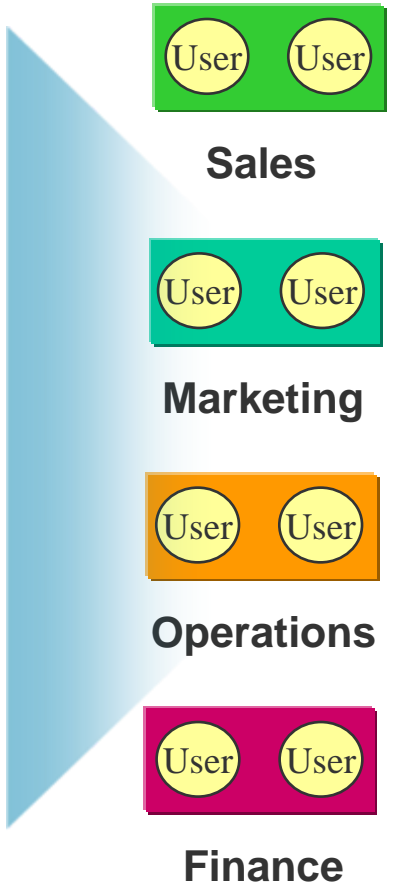 User User
Sales
User User
Marketing
User User
Operations
User User
Finance